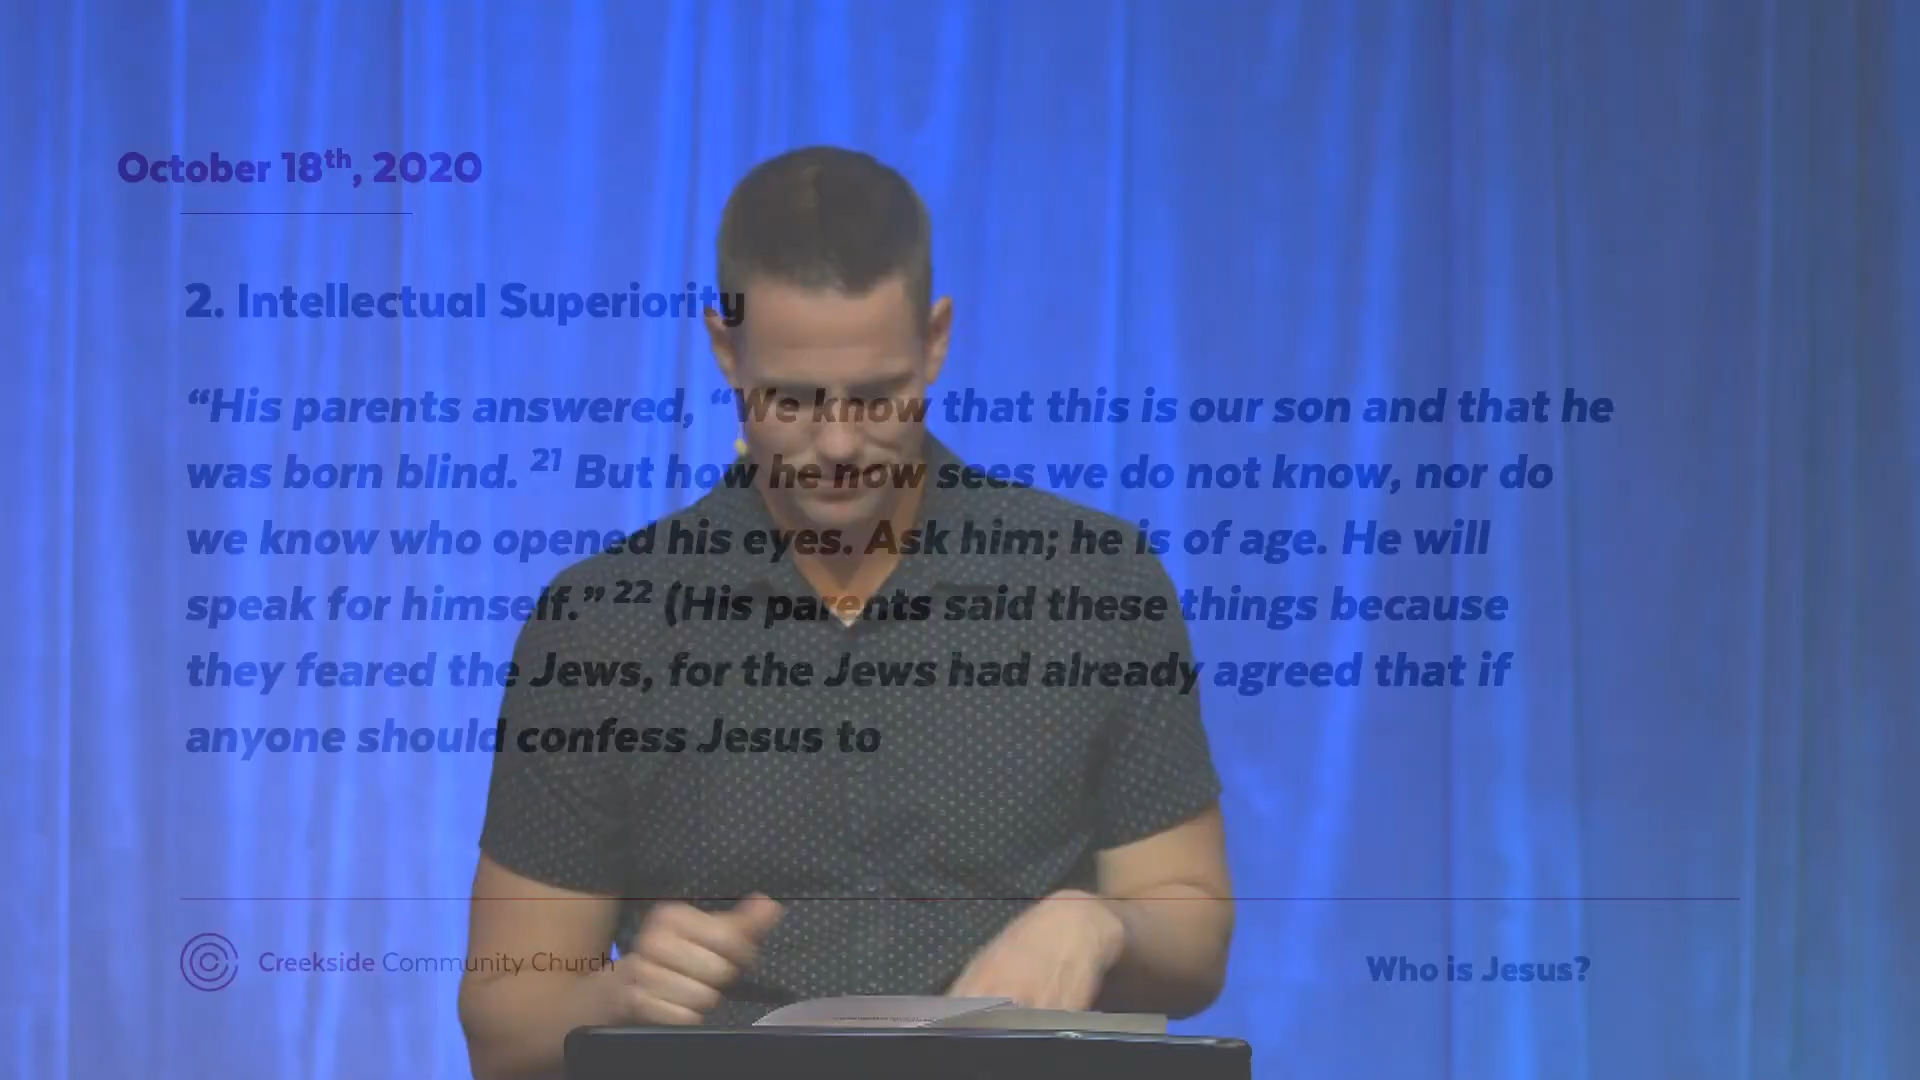 October 18th, 2020
2. Intellectual Superiority
“His parents answered, “We know that this is our son and that he
was born blind. 21 But how he now sees we do not know, nor do
we know who opened his eyes. Ask him; he is of age. He will
speak for himself.” 22 (His parents said these things because
they feared the Jews, for the Jews had already agreed that if
anyone should confess Jesus to
Creekside Community Church
Who is Jesus?